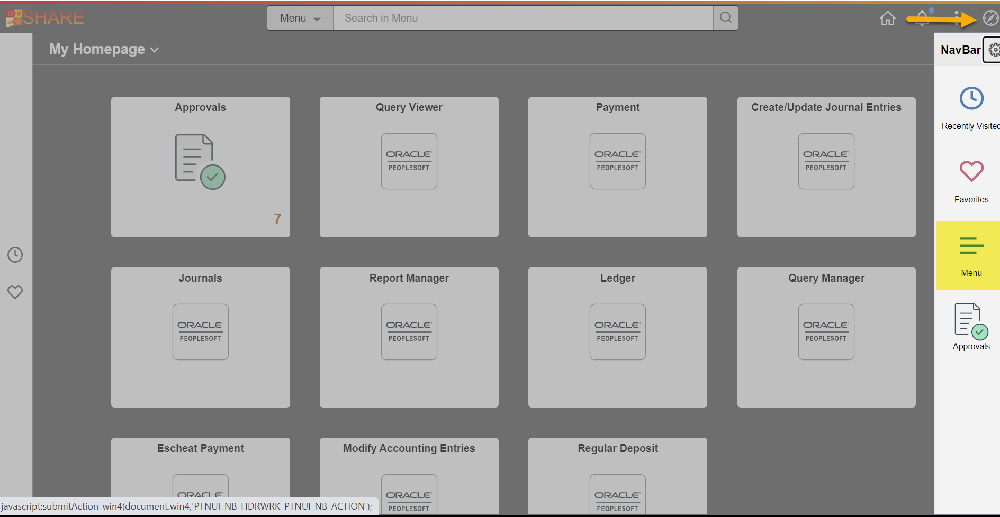 SHARE
Menu
Search in Menu
My Homepage
NavBar
Approvals
Query Viewer
Payment
Create/Update Journal Entries
Recently Visited
ORACLE
PEOPLESOFT
ORACLE
PEOPLESOFT
ORACLE
PEOPLESOFT
Favorites
7
Menu
Journals
Report Manager
Ledger
Query Manager
ORACLE
PEOPLESOFT
ORACLE
PEOPLESOFT
ORACLE
PEOPLESOFT
ORACLE
PEOPLESOFT
Approvals
Escheat Payment
Modify Accounting Entries
Regular Deposit
ORACLE
ORACLE
PEOPLESOFT
ORACLE
PEOPLESOFT
javascript:submitAction_win4(document.win4,'PTNUI_NB_HDRWRK_PTNUI_NB_ACTION');